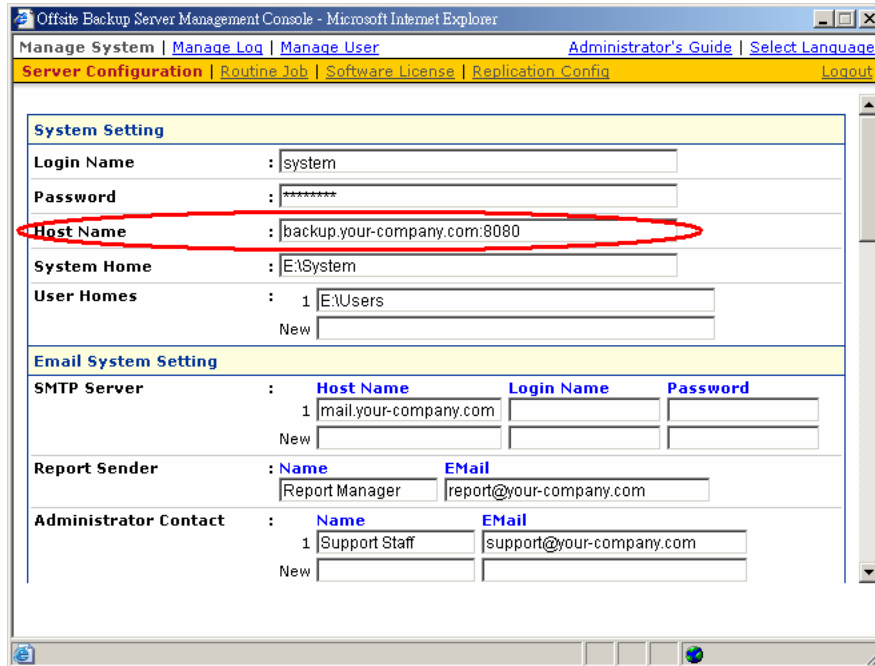 Offsite Backup Server Management Console - Microsoft Internet Explorer
Manage System | Manage Log | Manage User Administrator's Guide | Select Language
Server Configuration | Routine Job | Software License | Replication Config Logout
System Setting
Login Name : system
Password : ********
Host Name : backup.your-company.com:8080
System Home : E:\System
User Homes : 1 E:\Users
New
Email System Setting
SMTP Server : Host Name Login Name Password
1 mail.your-company.com
New
Report Sender : Name EMail
Report Manager report@your-company.com
Administrator Contact : Name EMail
1 Support Staff support@your-company.com
New